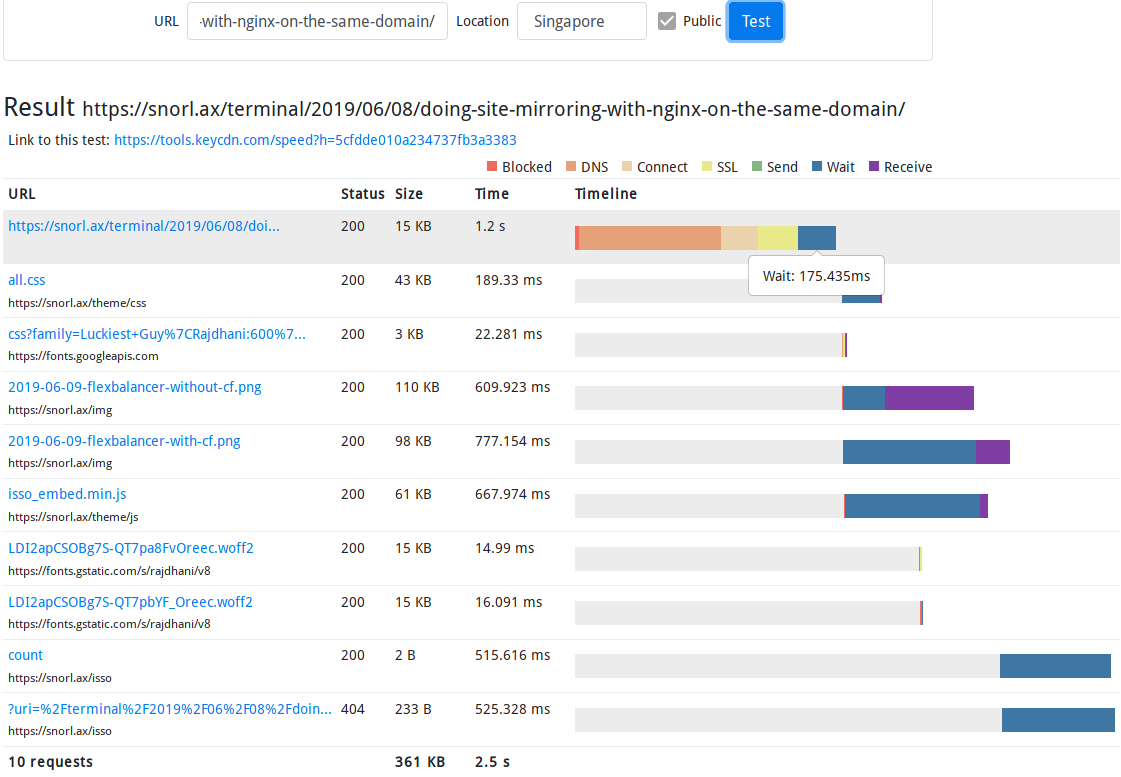 URL -with-nginx-on-the-same-domain/ Location Singapore Public Test
Result https://snorl.ax/terminal/2019/06/08/doing-site-mirroring-with-nginx-on-the-same-domain/
Link to this test: https://tools.keycdn.com/speed?h=5cfdde010a234737fb3a3383
Blocked DNS Connect SSL Send Wait Receive
URL Status Size Time Timeline
https://snorl.ax/terminal/2019/06/08/doi... 200 15 KB 1.2 s
Wait: 175.435ms
all.css 200 43 KB 189.33 ms
https://snorl.ax/theme/css
css?family=Luckiest+Guy%7CRajdhani:600%7... 200 3 KB 22.281 ms
https://fonts.googleapis.com
2019-06-09-flexbalancer-without-cf.png 200 110 KB 609.923 ms
https://snorl.ax/img
2019-06-09-flexbalancer-with-cf.png 200 98 KB 777.154 ms
https://snorl.ax/img
isso_embed.min.js 200 61 KB 667.974 ms
https://snorl.ax/theme/js
LDI2apCSOBg7S-QT7pa8FvOreec.woff2 200 15 KB 14.99 ms
https://fonts.gstatic.com/s/rajdhani/v8
LDI2apCSOBg7S-QT7pbYF_Oreec.woff2 200 15 KB 16.091 ms
https://fonts.gstatic.com/s/rajdhani/v8
count 200 2 B 515.616 ms
https://snorl.ax/isso
?uri=%2Fterminal%2F2019%2F06%2F08%2Fdoin... 404 233 B 525.328 ms
https://snorl.ax/isso
10 requests 361 KB 2.5 s